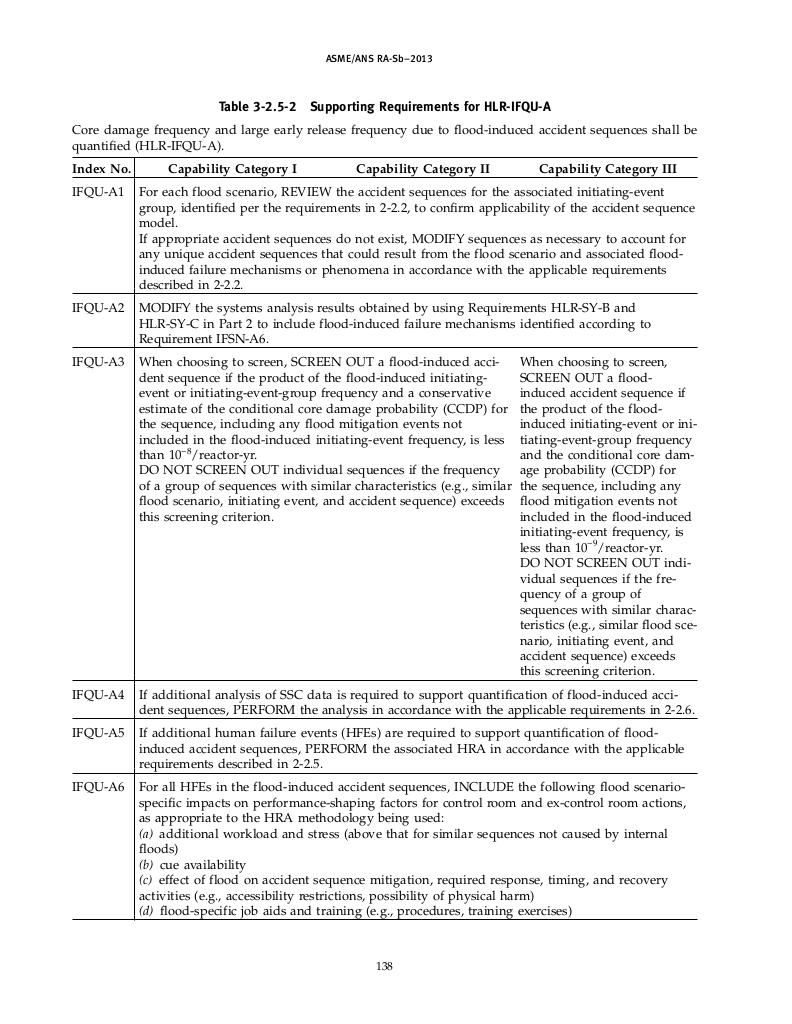 ASME/ANS RA-Sb–2013
Table 3-2.5-2 Supporting Requirements for HLR-IFQU-A
Core damage frequency and large early release frequency due to flood-induced accident sequences shall be
quantified (HLR-IFQU-A).
Index No. Capability Category I Capability Category II Capability Category III
IFQU-A1 For each flood scenario, REVIEW the accident sequences for the associated initiating-event
group, identified per the requirements in 2-2.2, to confirm applicability of the accident sequence
model.
If appropriate accident sequences do not exist, MODIFY sequences as necessary to account for
any unique accident sequences that could result from the flood scenario and associated flood-
induced failure mechanisms or phenomena in accordance with the applicable requirements
described in 2-2.2.
IFQU-A2 MODIFY the systems analysis results obtained by using Requirements HLR-SY-B and
HLR-SY-C in Part 2 to include flood-induced failure mechanisms identified according to
Requirement IFSN-A6.
IFQU-A3 When choosing to screen, SCREEN OUT a flood-induced acci-
dent sequence if the product of the flood-induced initiating-
event or initiating-event-group frequency and a conservative
estimate of the conditional core damage probability (CCDP) for
the sequence, including any flood mitigation events not
included in the flood-induced initiating-event frequency, is less
than 10⁻⁸/reactor-yr.
DO NOT SCREEN OUT individual sequences if the frequency
of a group of sequences with similar characteristics (e.g., similar
flood scenario, initiating event, and accident sequence) exceeds
this screening criterion.
When choosing to screen,
SCREEN OUT a flood-
induced accident sequence if
the product of the flood-
induced initiating-event or ini-
tiating-event-group frequency
and the conditional core dam-
age probability (CCDP) for
the sequence, including any
flood mitigation events not
included in the flood-induced
initiating-event frequency, is
less than 10⁻⁹/reactor-yr.
DO NOT SCREEN OUT indi-
vidual sequences if the fre-
quency of a group of
sequences with similar charac-
teristics (e.g., similar flood sce-
nario, initiating event, and
accident sequence) exceeds
this screening criterion.
IFQU-A4 If additional analysis of SSC data is required to support quantification of flood-induced acci-
dent sequences, PERFORM the analysis in accordance with the applicable requirements in 2-2.6.
IFQU-A5 If additional human failure events (HFEs) are required to support quantification of flood-
induced accident sequences, PERFORM the associated HRA in accordance with the applicable
requirements described in 2-2.5.
IFQU-A6 For all HFEs in the flood-induced accident sequences, INCLUDE the following flood scenario-
specific impacts on performance-shaping factors for control room and ex-control room actions,
as appropriate to the HRA methodology being used:
(a) additional workload and stress (above that for similar sequences not caused by internal
floods)
(b) cue availability
(c) effect of flood on accident sequence mitigation, required response, timing, and recovery
activities (e.g., accessibility restrictions, possibility of physical harm)
(d) flood-specific job aids and training (e.g., procedures, training exercises)
138